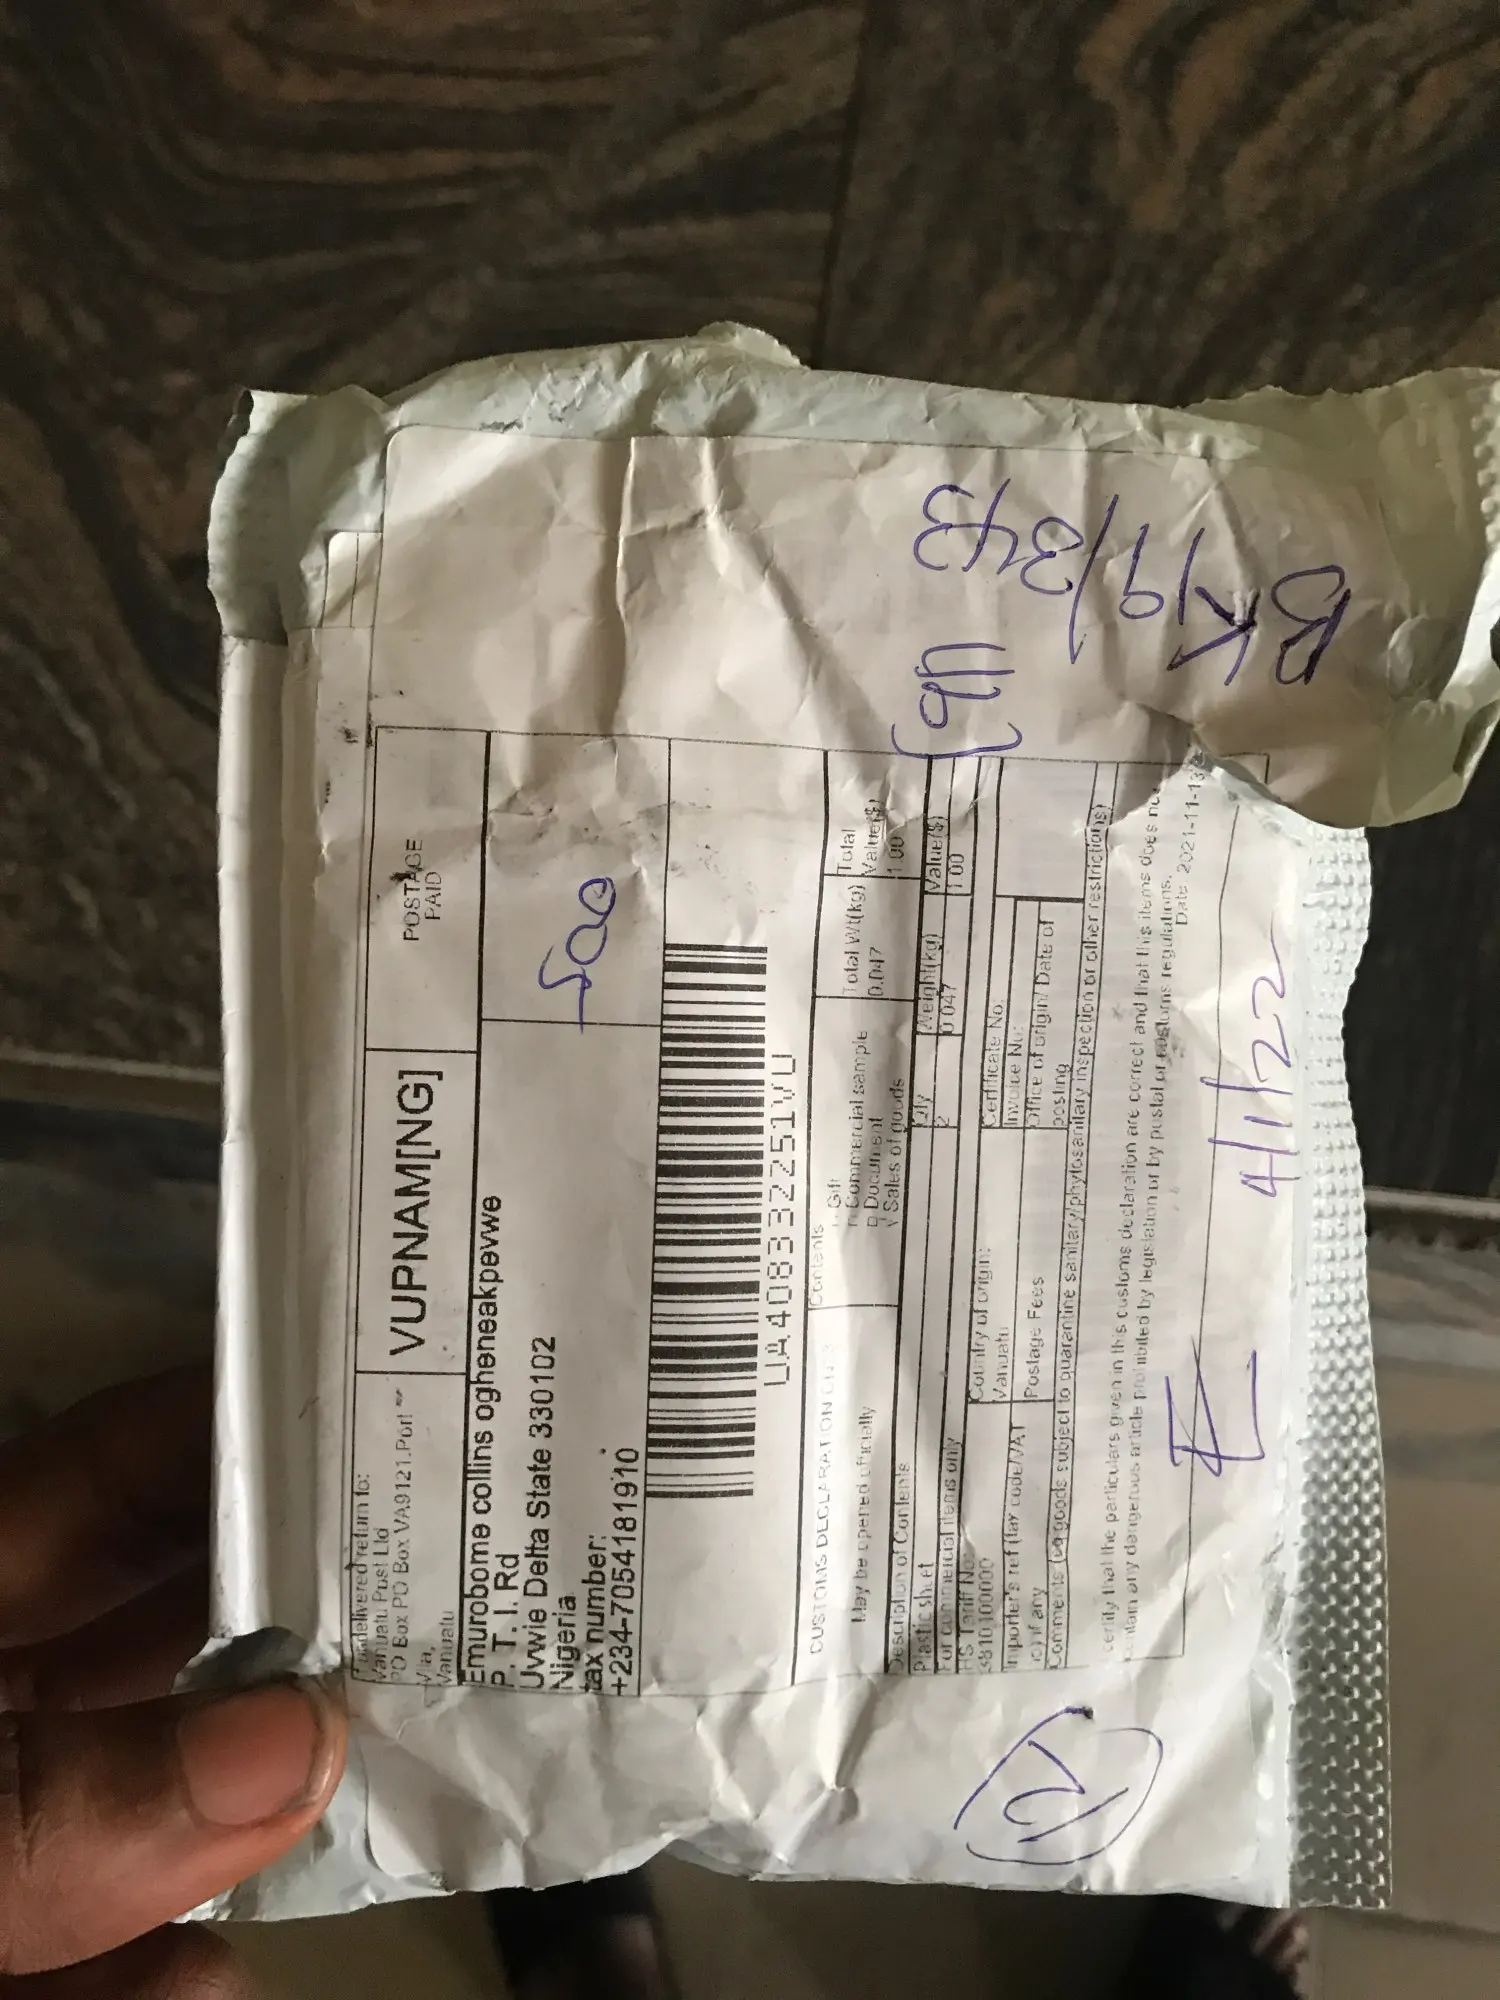 If undelivered return to:
Vanuatu Post Ltd
PO Box PO Box VA9121.Port
Vila,
Vanuatu
VUPNAM[NG]
POSTAGE
PAID
Emurobome collins ogheneakpevwe
P. T. I. Rd
Uvwie Delta State 330102
Nigeria
tax number:
+234-7054181910
UA408332251VU
CUSTOMS DECLARATION
May be opened officially
Contents
Gift
Commercial sample
Document
√ Sales of goods
Total Wt(kg)
0.047
Total
Value($)
1.00
Description of Contents
Qty
Weight(kg)
Value($)
Plastic sheet
2
0.047
1.00
For commercial items only
HS Tariff No:
Country of origin:
Vanuatu
Certificate No:
Invoice No:
Importer's ref (tax code/VAT
no) if any
Postage Fees
Office of origin/ Date of
posting
Comments (eg goods subject to quarantine sanitary/phytosanitary inspection or other restrictions)
certify that the particulars given in this customs declaration are correct and that this items does not
contain any dangerous article prohibited by legislation or by postal or customs regulations.
Date: 2021-11-13
BK
19/343
4/1/22